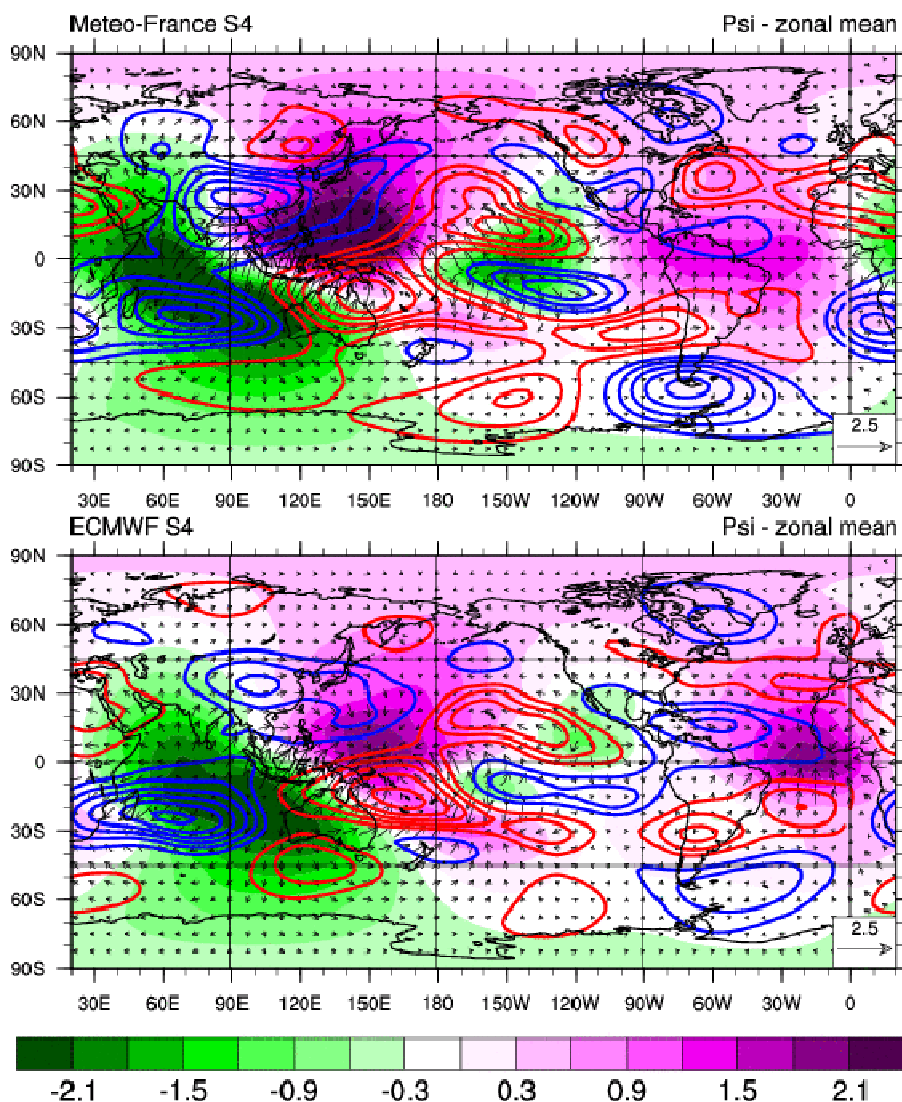 Meteo-France S4 Psi - zonal mean
90N
60N
30N
0
30S
60S
90S
2.5
30E 60E 90E 120E 150E 180 150W 120W 90W 60W 30W 0
ECMWF S4 Psi - zonal mean
90N
60N
30N
0
30S
60S
90S
2.5
30E 60E 90E 120E 150E 180 150W 120W 90W 60W 30W 0
-2.1 -1.5 -0.9 -0.3 0.3 0.9 1.5 2.1